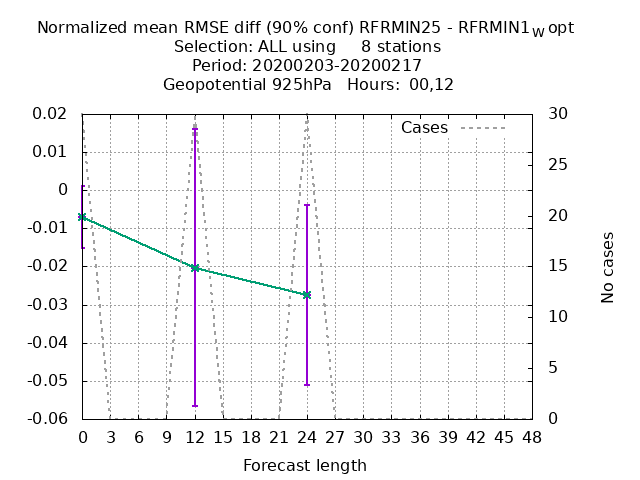 Normalized mean RMSE diff (90% conf) RFRMIN25 - RFRMIN1_W opt
Selection: ALL using     8 stations
Period: 20200203-20200217
Geopotential 925hPa   Hours: 00,12
Cases
0.02
0.01
0
-0.01
-0.02
-0.03
-0.04
-0.05
-0.06
30
25
20
15
10
5
0
No cases
0 3 6 9 12 15 18 21 24 27 30 33 36 39 42 45 48
Forecast length